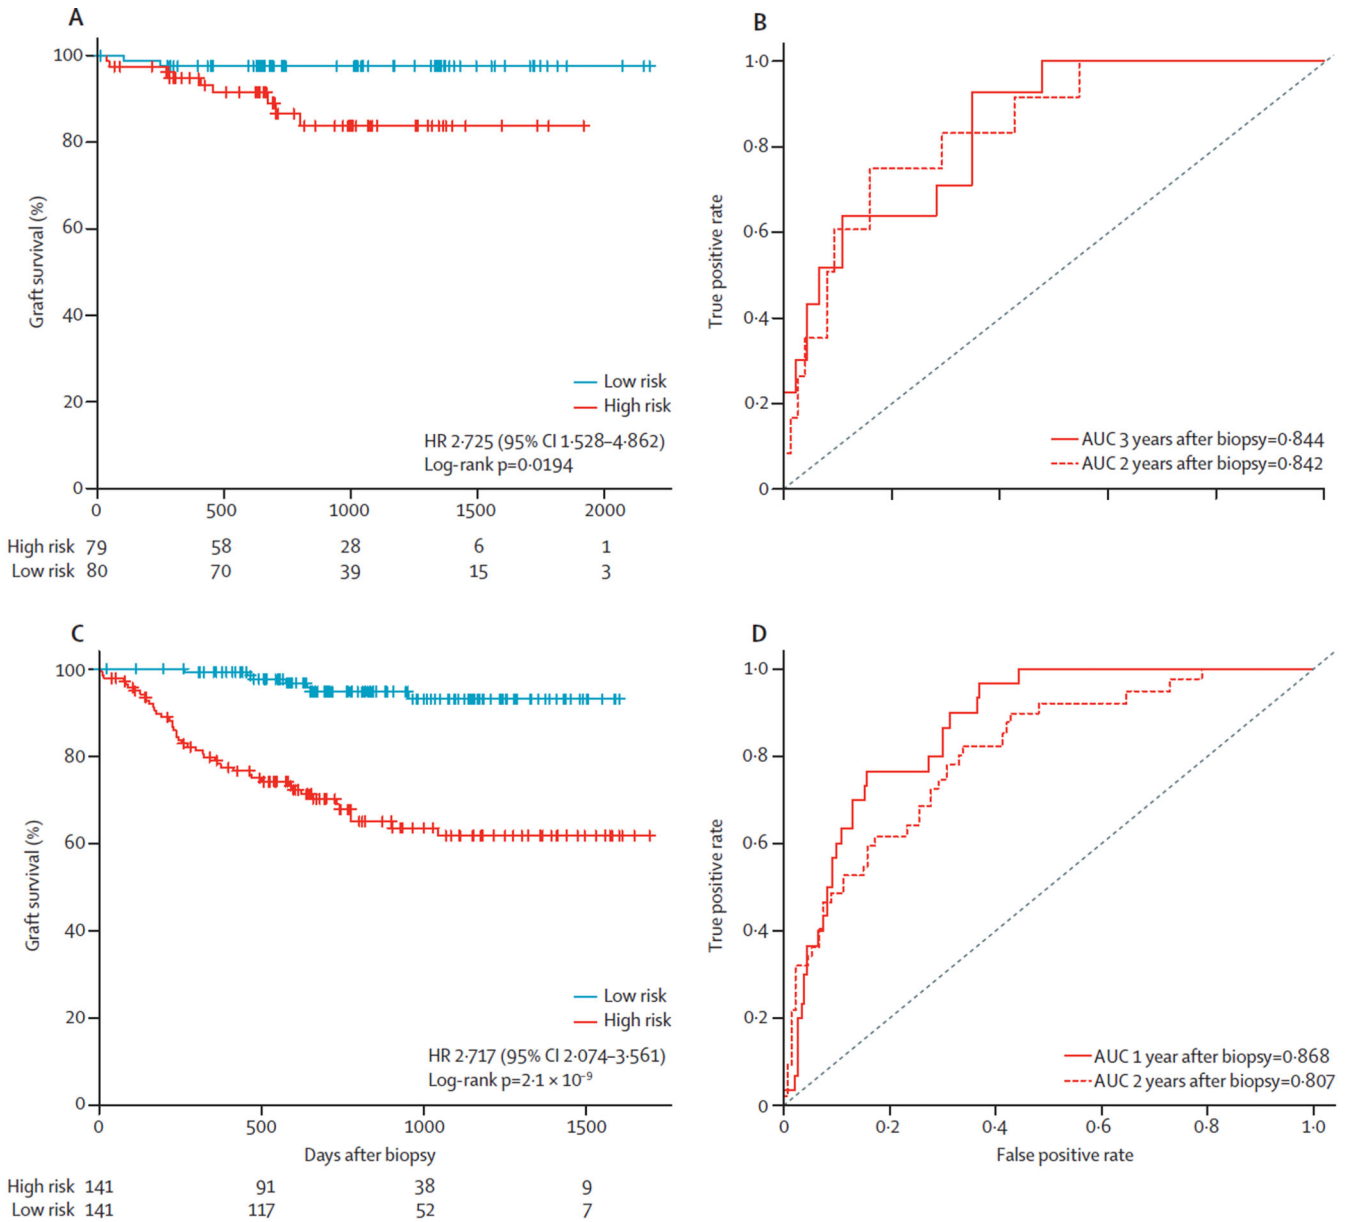 A
100
80
60
40
20
0
Graft survival (%)
Low risk
High risk
HR 2·725 (95% CI 1·528–4·862)
Log-rank p=0·0194
0 500 1000 1500 2000
High risk 79 58 28 6 1
Low risk 80 70 39 15 3
B
1·0
0·8
0·6
0·4
0·2
0
True positive rate
AUC 3 years after biopsy=0·844
AUC 2 years after biopsy=0·842
C
100
80
60
40
20
0
Graft survival (%)
Low risk
High risk
HR 2·717 (95% CI 2·074–3·561)
Log-rank p=2·1 × 10⁻⁹
0 500 1000 1500
Days after biopsy
High risk 141 91 38 9
Low risk 141 117 52 7
D
1·0
0·8
0·6
0·4
0·2
0
True positive rate
AUC 1 year after biopsy=0·868
AUC 2 years after biopsy=0·807
0 0·2 0·4 0·6 0·8 1·0
False positive rate